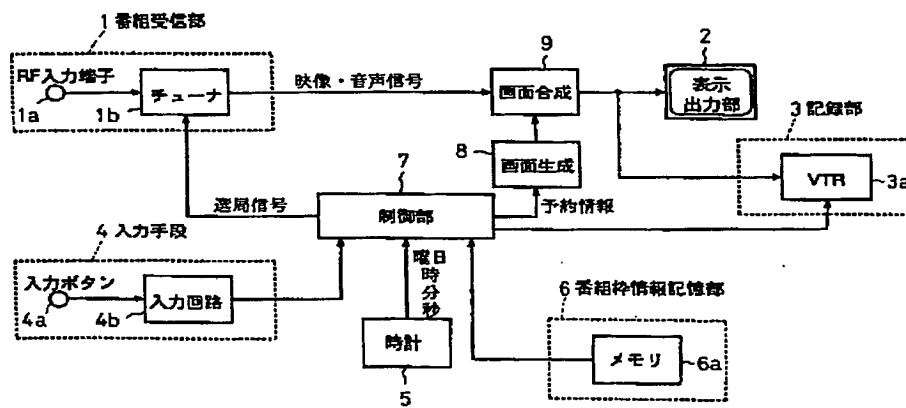 1 番組受信部
RF入力端子
1a
チューナ
1b
映像・音声信号
9
画面合成
2
表示
出力部
3 記録部
VTR
3a
8
画面生成
予約情報
7
制御部
選局信号
4 入力手段
入力ボタン
4a
入力回路
4b
曜日
時
分
秒
時計
5
6 番組枠情報記憶部
メモリ
6a